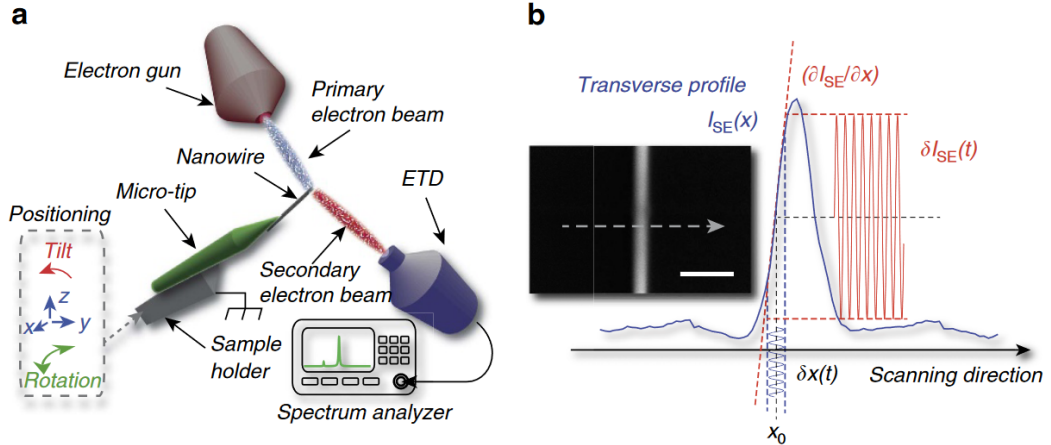 a
Electron gun
Primary
electron beam
Nanowire
Micro-tip
ETD
Positioning
Tilt
z
x
y
Rotation
Secondary
electron beam
Sample
holder
Spectrum analyzer
b
Transverse profile
I_SE(x)
(∂I_SE/∂x)
δI_SE(t)
δx(t)
Scanning direction
x_0